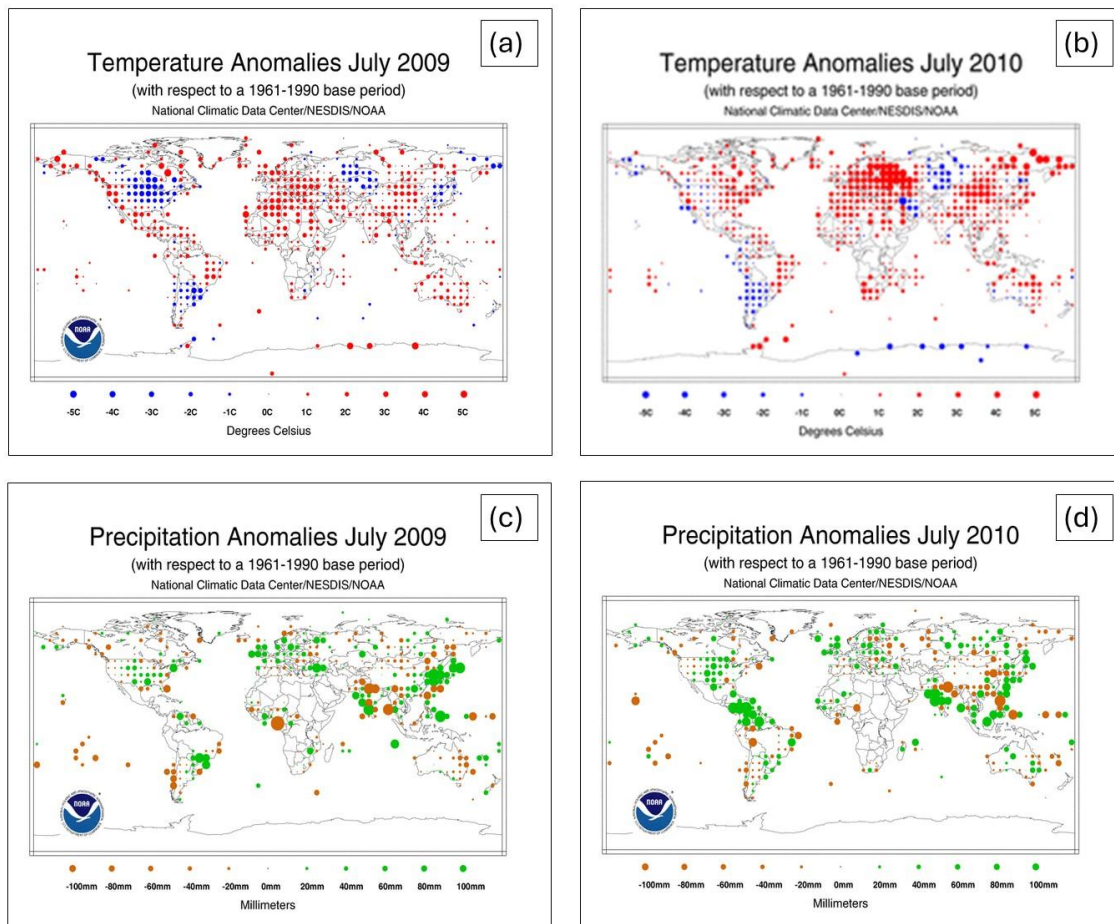 (a)
Temperature Anomalies July 2009
(with respect to a 1961-1990 base period)
National Climatic Data Center/NESDIS/NOAA
NOAA
-5C -4C -3C -2C -1C 0C 1C 2C 3C 4C 5C
Degrees Celsius
(b)
Temperature Anomalies July 2010
(with respect to a 1961-1990 base period)
National Climatic Data Center/NESDIS/NOAA
-5C -4C -3C -2C -1C 0C 1C 2C 3C 4C 5C
Degrees Celsius
(c)
Precipitation Anomalies July 2009
(with respect to a 1961-1990 base period)
National Climatic Data Center/NESDIS/NOAA
NOAA
-100mm -80mm -60mm -40mm -20mm 0mm 20mm 40mm 60mm 80mm 100mm
Millimeters
(d)
Precipitation Anomalies July 2010
(with respect to a 1961-1990 base period)
National Climatic Data Center/NESDIS/NOAA
NOAA
-100mm -80mm -60mm -40mm -20mm 0mm 20mm 40mm 60mm 80mm 100mm
Millimeters